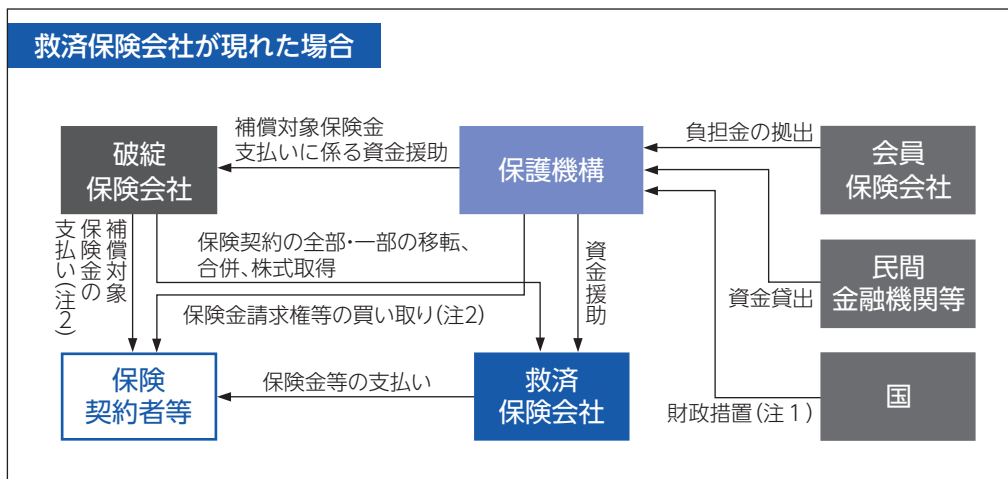 救済保険会社が現れた場合
破綻
保険会社
補償対象保険金
支払いに係る資金援助
保護機構
負担金の拠出
会員
保険会社
補償対象
保険金の
支払い(注2)
保険契約の全部・一部の移転、
合併、株式取得
資金援助
民間
金融機関等
資金貸出
保険金請求権等の買い取り(注2)
保険
契約者等
保険金等の支払い
救済
保険会社
財政措置(注1)
国